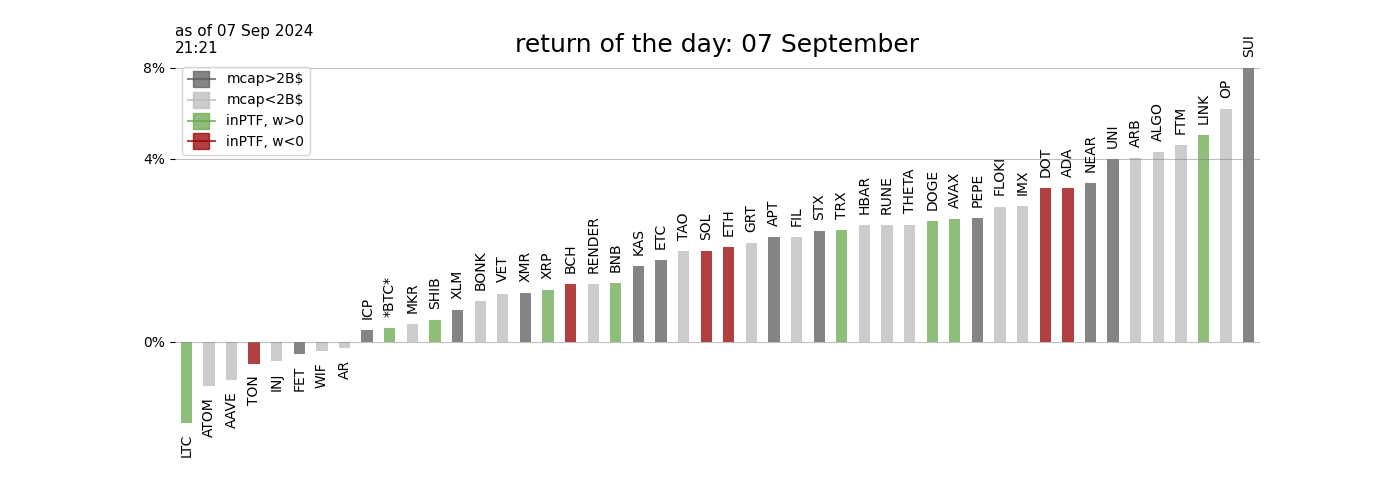 as of 07 Sep 2024
21:21
return of the day: 07 September
8%
4%
0%
mcap>2B$
mcap<2B$
inPTF, w>0
inPTF, w<0
LTC
ATOM
AAVE
TON
INJ
FET
WIF
AR
ICP
*BTC*
MKR
SHIB
XLM
BONK
VET
XMR
XRP
BCH
RENDER
BNB
KAS
ETC
TAO
SOL
ETH
GRT
APT
FIL
STX
TRX
HBAR
RUNE
THETA
DOGE
AVAX
PEPE
FLOKI
IMX
DOT
ADA
NEAR
UNI
ARB
ALGO
FTM
LINK
OP
SUI